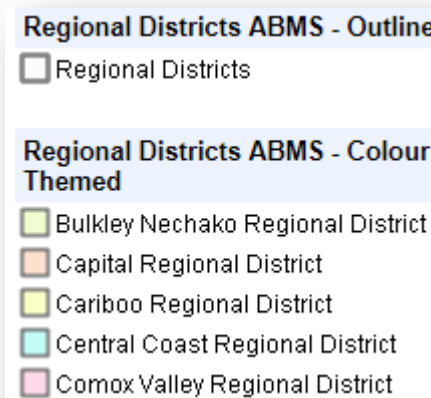 Regional Districts ABMS - Outline
Regional Districts
Regional Districts ABMS - Colour
Themed
Bulkley Nechako Regional District
Capital Regional District
Cariboo Regional District
Central Coast Regional District
Comox Valley Regional District